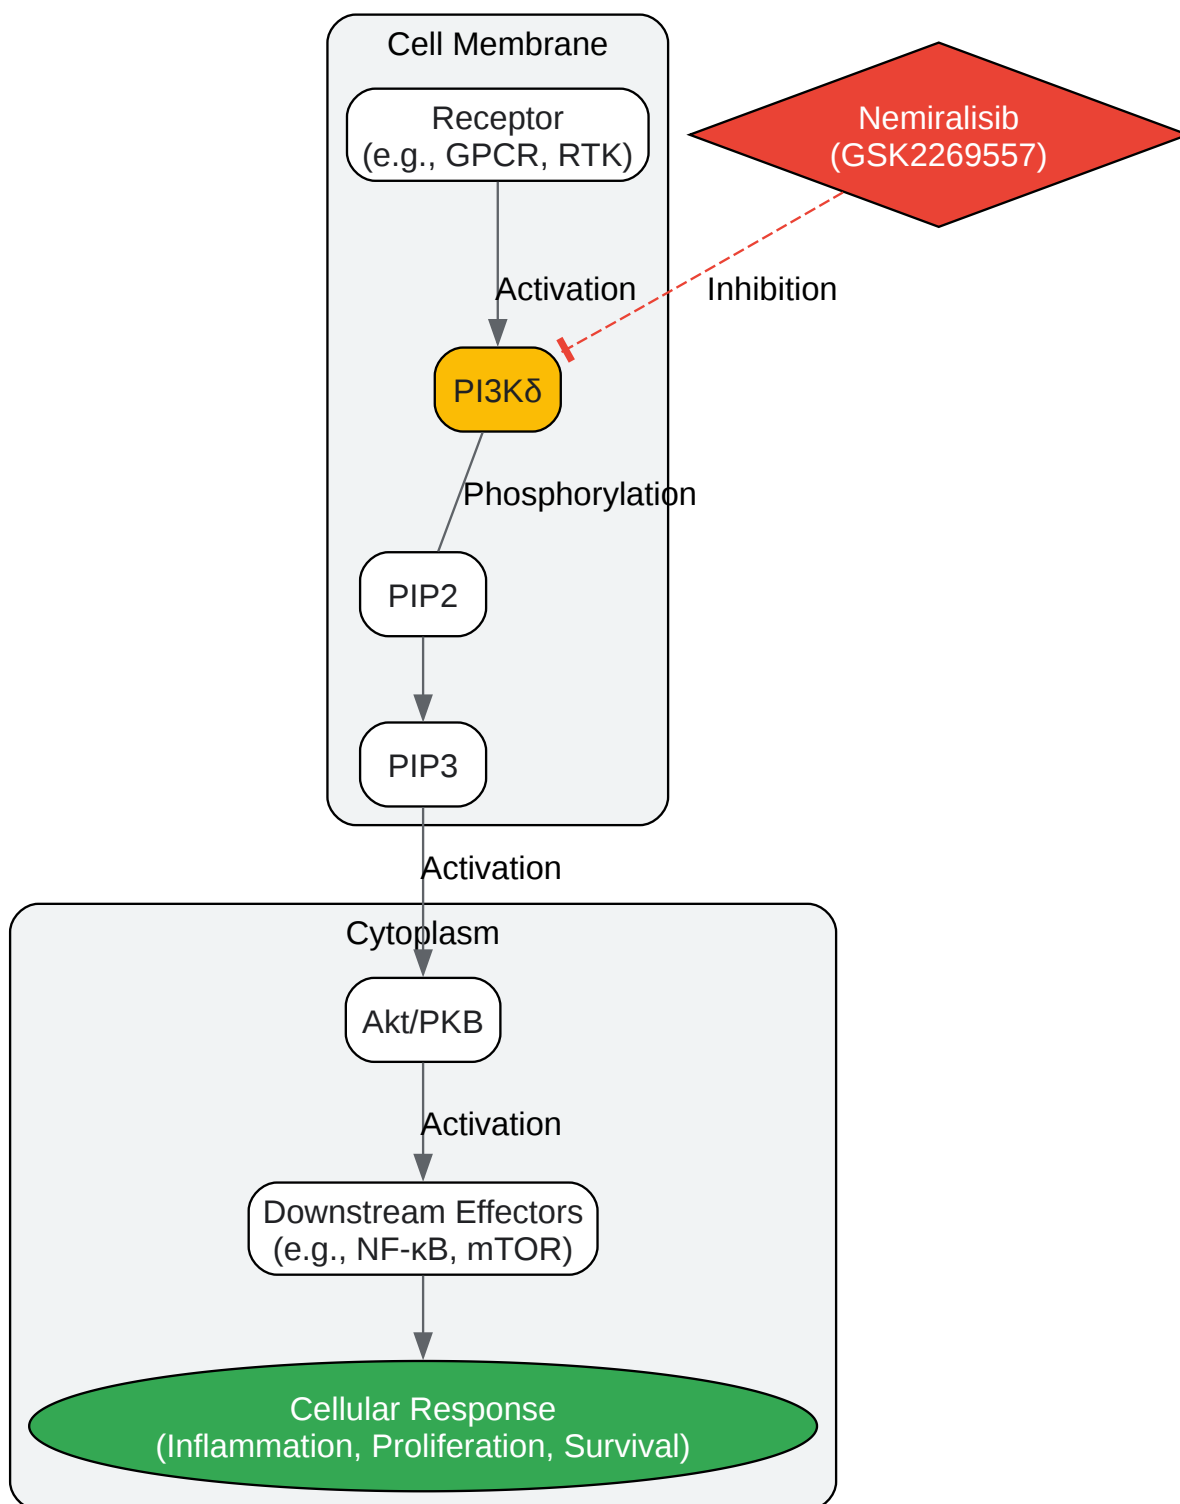 Cell Membrane
Receptor
(e.g., GPCR, RTK)
Nemiralisib
(GSK2269557)
Activation
Inhibition
PI3Kδ
Phosphorylation
PIP2
PIP3
Activation
Cytoplasm
Akt/PKB
Activation
Downstream Effectors
(e.g., NF-κB, mTOR)
Cellular Response
(Inflammation, Proliferation, Survival)